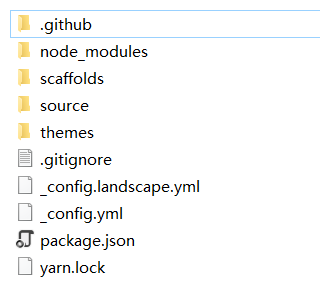 .github
node_modules
scaffolds
source
themes
.gitignore
_config.landscape.yml
_config.yml
package.json
yarn.lock